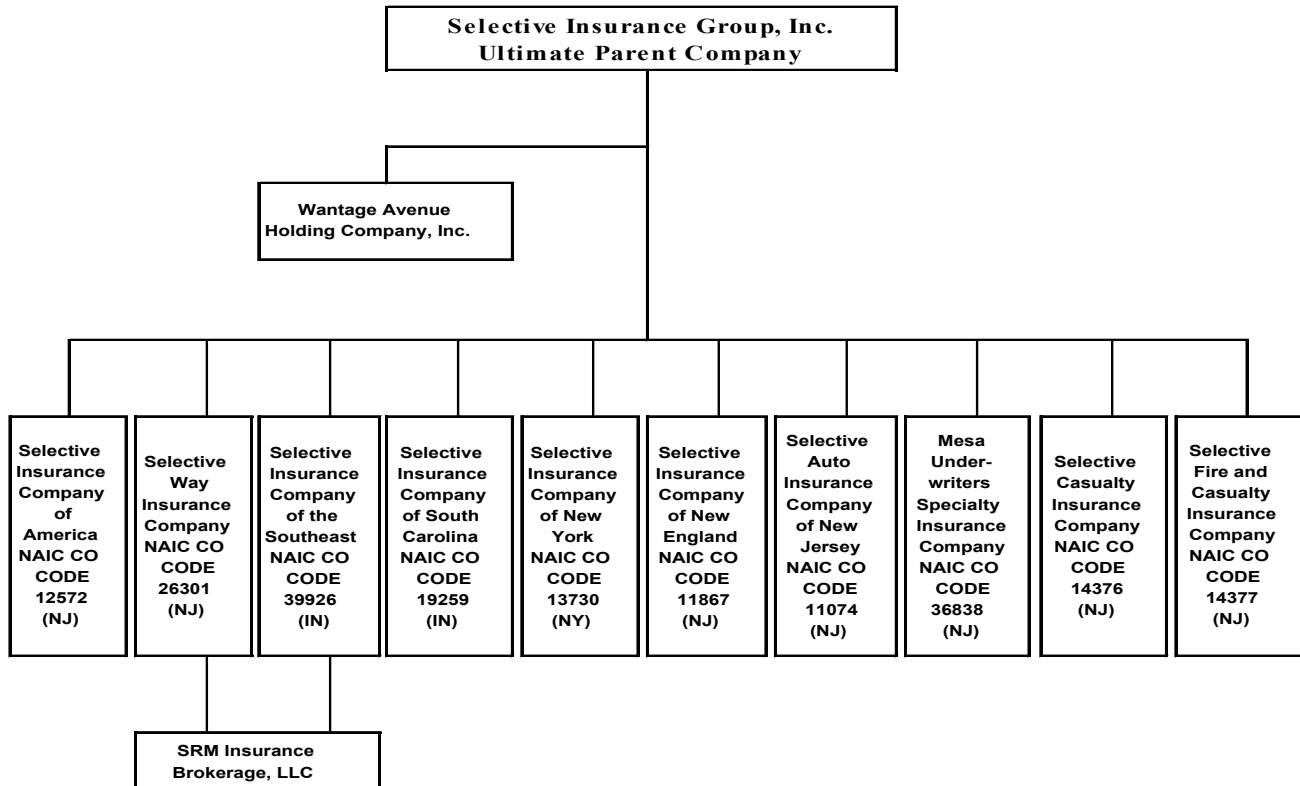 Selective Insurance Group, Inc.
Ultimate Parent Company
Wantage Avenue
Holding Company, Inc.
Selective
Insurance
Company
of
America
NAIC CO
CODE
12572
(NJ)
Selective
Way
Insurance
Company
NAIC CO
CODE
26301
(NJ)
Selective
Insurance
Company
of the
Southeast
NAIC CO
CODE
39926
(IN)
Selective
Insurance
Company
of South
Carolina
NAIC CO
CODE
19259
(IN)
Selective
Insurance
Company
of New
York
NAIC CO
CODE
13730
(NY)
Selective
Insurance
Company
of New
England
NAIC CO
CODE
11867
(NJ)
Selective
Auto
Insurance
Company
of New
Jersey
NAIC CO
CODE
11074
(NJ)
Mesa
Under-
writers
Specialty
Insurance
Company
NAIC CO
CODE
36838
(NJ)
Selective
Casualty
Insurance
Company
NAIC CO
CODE
14376
(NJ)
Selective
Fire and
Casualty
Insurance
Company
NAIC CO
CODE
14377
(NJ)
SRM Insurance
Brokerage, LLC